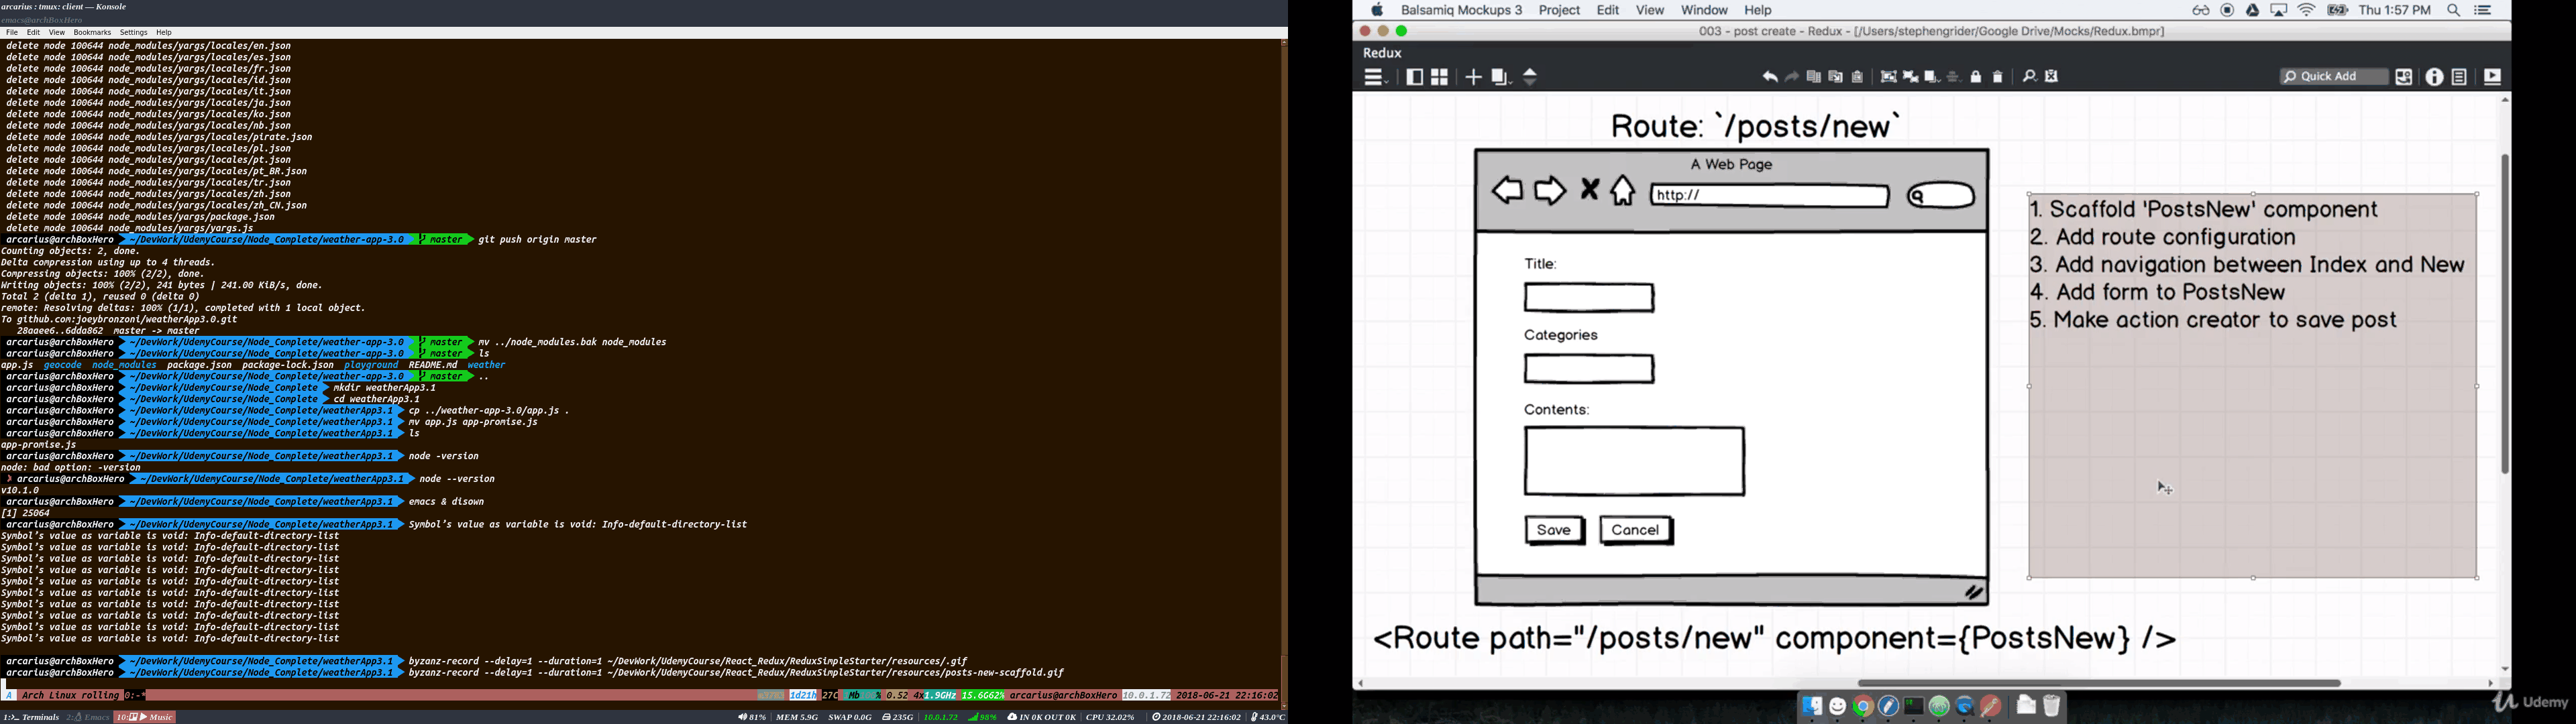 arcarius : tmux: client — Konsole
emacs@archBoxHero
File Edit View Bookmarks Settings Help
delete mode 100644 node_modules/yargs/locales/en.json
delete mode 100644 node_modules/yargs/locales/es.json
delete mode 100644 node_modules/yargs/locales/fr.json
delete mode 100644 node_modules/yargs/locales/id.json
delete mode 100644 node_modules/yargs/locales/it.json
delete mode 100644 node_modules/yargs/locales/ja.json
delete mode 100644 node_modules/yargs/locales/ko.json
delete mode 100644 node_modules/yargs/locales/nb.json
delete mode 100644 node_modules/yargs/locales/pirate.json
delete mode 100644 node_modules/yargs/locales/pl.json
delete mode 100644 node_modules/yargs/locales/pt.json
delete mode 100644 node_modules/yargs/locales/pt_BR.json
delete mode 100644 node_modules/yargs/locales/tr.json
delete mode 100644 node_modules/yargs/locales/zh.json
delete mode 100644 node_modules/yargs/locales/zh_CN.json
delete mode 100644 node_modules/yargs/package.json
delete mode 100644 node_modules/yargs/yargs.js
arcarius@archBoxHero ~/DevWork/UdemyCourse/Node_Complete/weather-app-3.0 master git push origin master
Counting objects: 2, done.
Delta compression using up to 4 threads.
Compressing objects: 100% (2/2), done.
Writing objects: 100% (2/2), 241 bytes | 241.00 KiB/s, done.
Total 2 (delta 1), reused 0 (delta 0)
remote: Resolving deltas: 100% (1/1), completed with 1 local object.
To github.com:joeybronzoni/weatherApp3.0.git
28aaee6..6dda862 master -> master
arcarius@archBoxHero ~/DevWork/UdemyCourse/Node_Complete/weather-app-3.0 master mv ../node_modules.bak node_modules
arcarius@archBoxHero ~/DevWork/UdemyCourse/Node_Complete/weather-app-3.0 master ls
app.js geocode node_modules package.json package-lock.json playground README.md weather
arcarius@archBoxHero ~/DevWork/UdemyCourse/Node_Complete/weather-app-3.0 master ..
arcarius@archBoxHero ~/DevWork/UdemyCourse/Node_Complete mkdir weatherApp3.1
arcarius@archBoxHero ~/DevWork/UdemyCourse/Node_Complete cd weatherApp3.1
arcarius@archBoxHero ~/DevWork/UdemyCourse/Node_Complete/weatherApp3.1 cp ../weather-app-3.0/app.js .
arcarius@archBoxHero ~/DevWork/UdemyCourse/Node_Complete/weatherApp3.1 mv app.js app-promise.js
arcarius@archBoxHero ~/DevWork/UdemyCourse/Node_Complete/weatherApp3.1 ls
app-promise.js
arcarius@archBoxHero ~/DevWork/UdemyCourse/Node_Complete/weatherApp3.1 node -version
node: bad option: -version
arcarius@archBoxHero ~/DevWork/UdemyCourse/Node_Complete/weatherApp3.1 node --version
v10.1.0
arcarius@archBoxHero ~/DevWork/UdemyCourse/Node_Complete/weatherApp3.1 emacs & disown
[1] 25064
arcarius@archBoxHero ~/DevWork/UdemyCourse/Node_Complete/weatherApp3.1 Symbol's value as variable is void: Info-default-directory-list
Symbol's value as variable is void: Info-default-directory-list
Symbol's value as variable is void: Info-default-directory-list
Symbol's value as variable is void: Info-default-directory-list
Symbol's value as variable is void: Info-default-directory-list
Symbol's value as variable is void: Info-default-directory-list
Symbol's value as variable is void: Info-default-directory-list
Symbol's value as variable is void: Info-default-directory-list
Symbol's value as variable is void: Info-default-directory-list
Symbol's value as variable is void: Info-default-directory-list
Symbol's value as variable is void: Info-default-directory-list
arcarius@archBoxHero ~/DevWork/UdemyCourse/Node_Complete/weatherApp3.1 byzanz-record --delay=1 --duration=1 ~/DevWork/UdemyCourse/React_Redux/ReduxSimpleStarter/resources/.gif
arcarius@archBoxHero ~/DevWork/UdemyCourse/Node_Complete/weatherApp3.1 byzanz-record --delay=1 --duration=1 ~/DevWork/UdemyCourse/React_Redux/ReduxSimpleStarter/resources/posts-new-scaffold.gif
A Arch Linux rolling 0:-* 1d21h 27C Mb % 0.52 4x1.9GHz 15.6G62% arcarius@archBoxHero 10.0.1.72 2018-06-21 22:16:02
1: Terminals 2: Emacs 10: Music 81% MEM 5.9G SWAP 0.0G 235G 10.0.1.72 98% IN 0K OUT 0K CPU 32.02% 2018-06-21 22:16:02 43.0°C
Balsamiq Mockups 3 Project Edit View Window Help Thu 1:57 PM
003 - post create - Redux - [/Users/stephengrider/Google Drive/Mocks/Redux.bmpr]
Redux
Quick Add
Route: `/posts/new`
A Web Page
http://
Title:
Categories
Contents:
Save Cancel
1. Scaffold 'PostsNew' component
2. Add route configuration
3. Add navigation between Index and New
4. Add form to PostsNew
5. Make action creator to save post
<Route path="/posts/new" component={PostsNew} />
Udemy